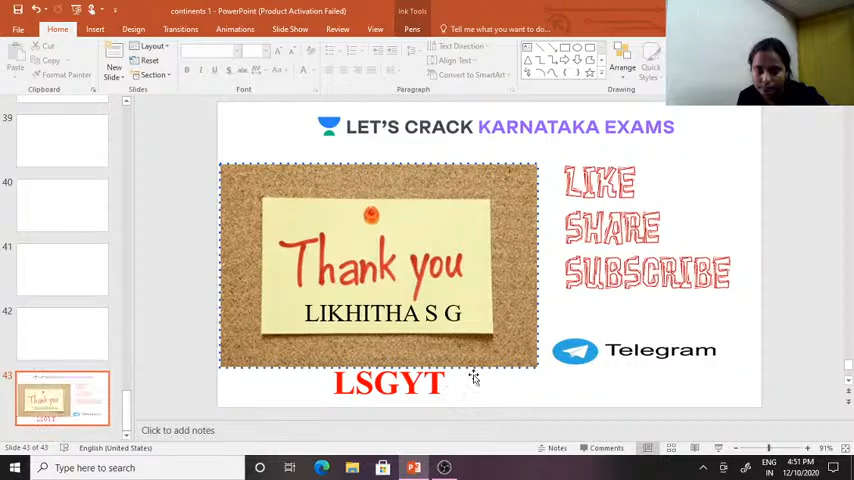 continents 1 - PowerPoint (Product Activation Failed)
Ink Tools
File Home Insert Design Transitions Animations Slide Show Review View Pens Tell me what you want to do...
Cut
Copy
Format Painter
Paste
Clipboard
New Slide
Layout
Reset
Section
Slides
B I U S
Font
Text Direction
Align Text
Convert to SmartArt
Paragraph
Arrange
Quick Styles
Drawing
39
40
41
42
43
LET'S CRACK KARNATAKA EXAMS
Thank you
LIKHITHA S G
LSGYT
LIKE
SHARE
SUBSCRIBE
Telegram
Click to add notes
Slide 43 of 43 English (United States) Notes Comments 91%
Type here to search
ENG
IN
4:51 PM
12/10/2020